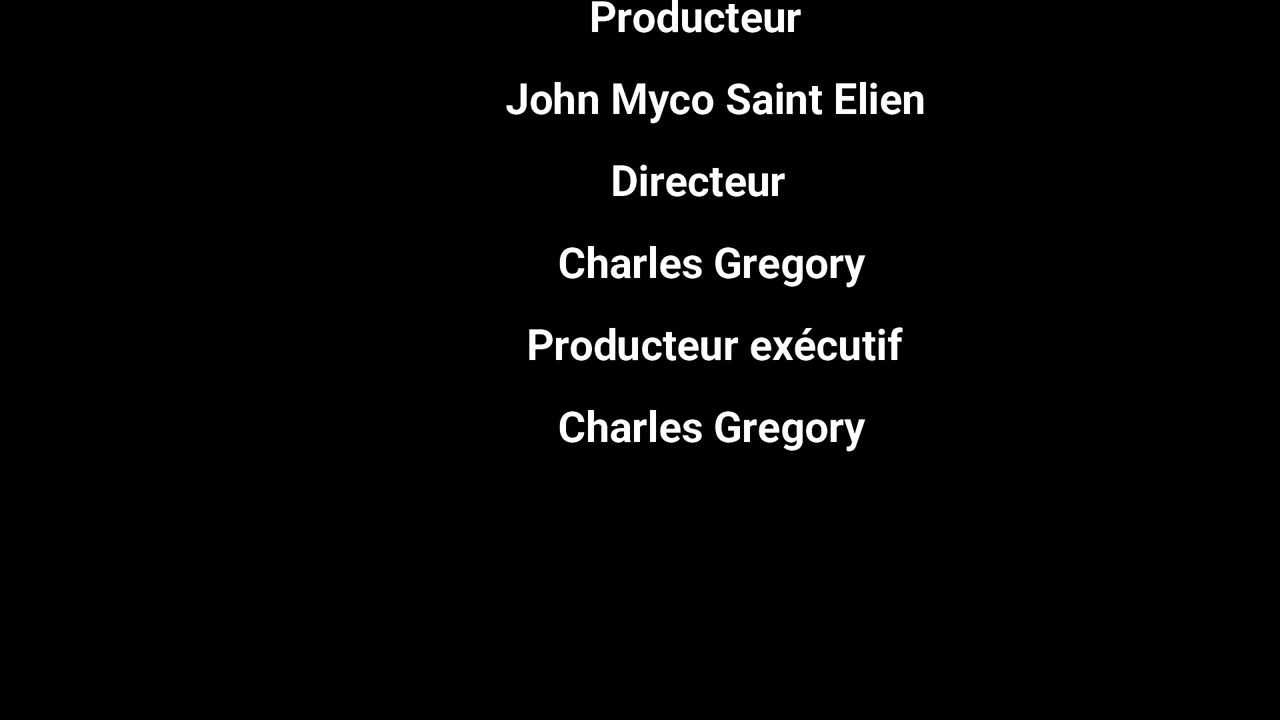 Producteur
John Myco Saint Elien
Directeur
Charles Gregory
Producteur exécutif
Charles Gregory